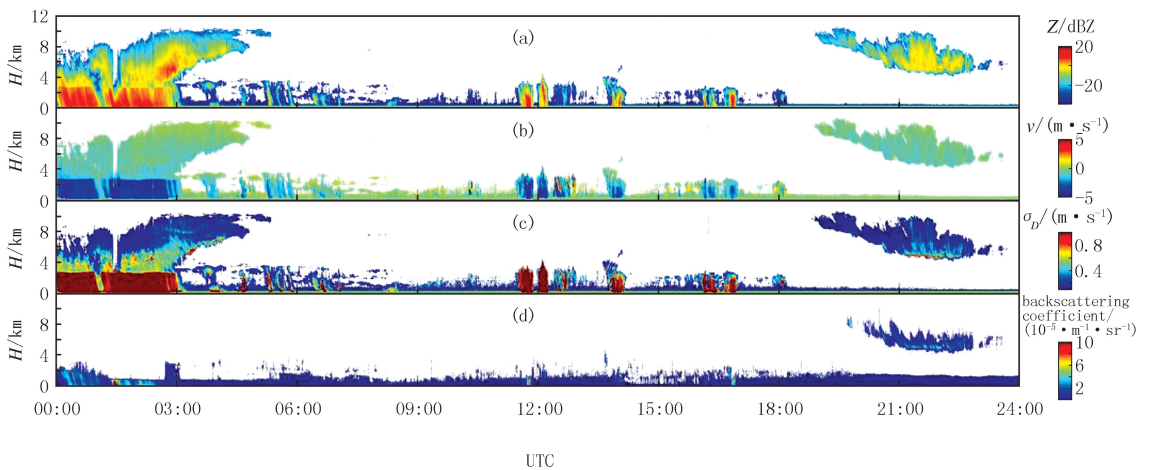 12
8
4
0
H/km
(a)
Z/dBZ
20
−20
8
4
0
H/km
(b)
v/(m·s⁻¹)
5
0
−5
8
4
0
H/km
(c)
σD/(m·s⁻¹)
0.8
0.4
8
4
0
H/km
(d)
backscattering
coefficient/
(10⁻⁵·m⁻¹·sr⁻¹)
10
6
2
00:00 03:00 06:00 09:00 12:00 15:00 18:00 21:00 24:00
UTC